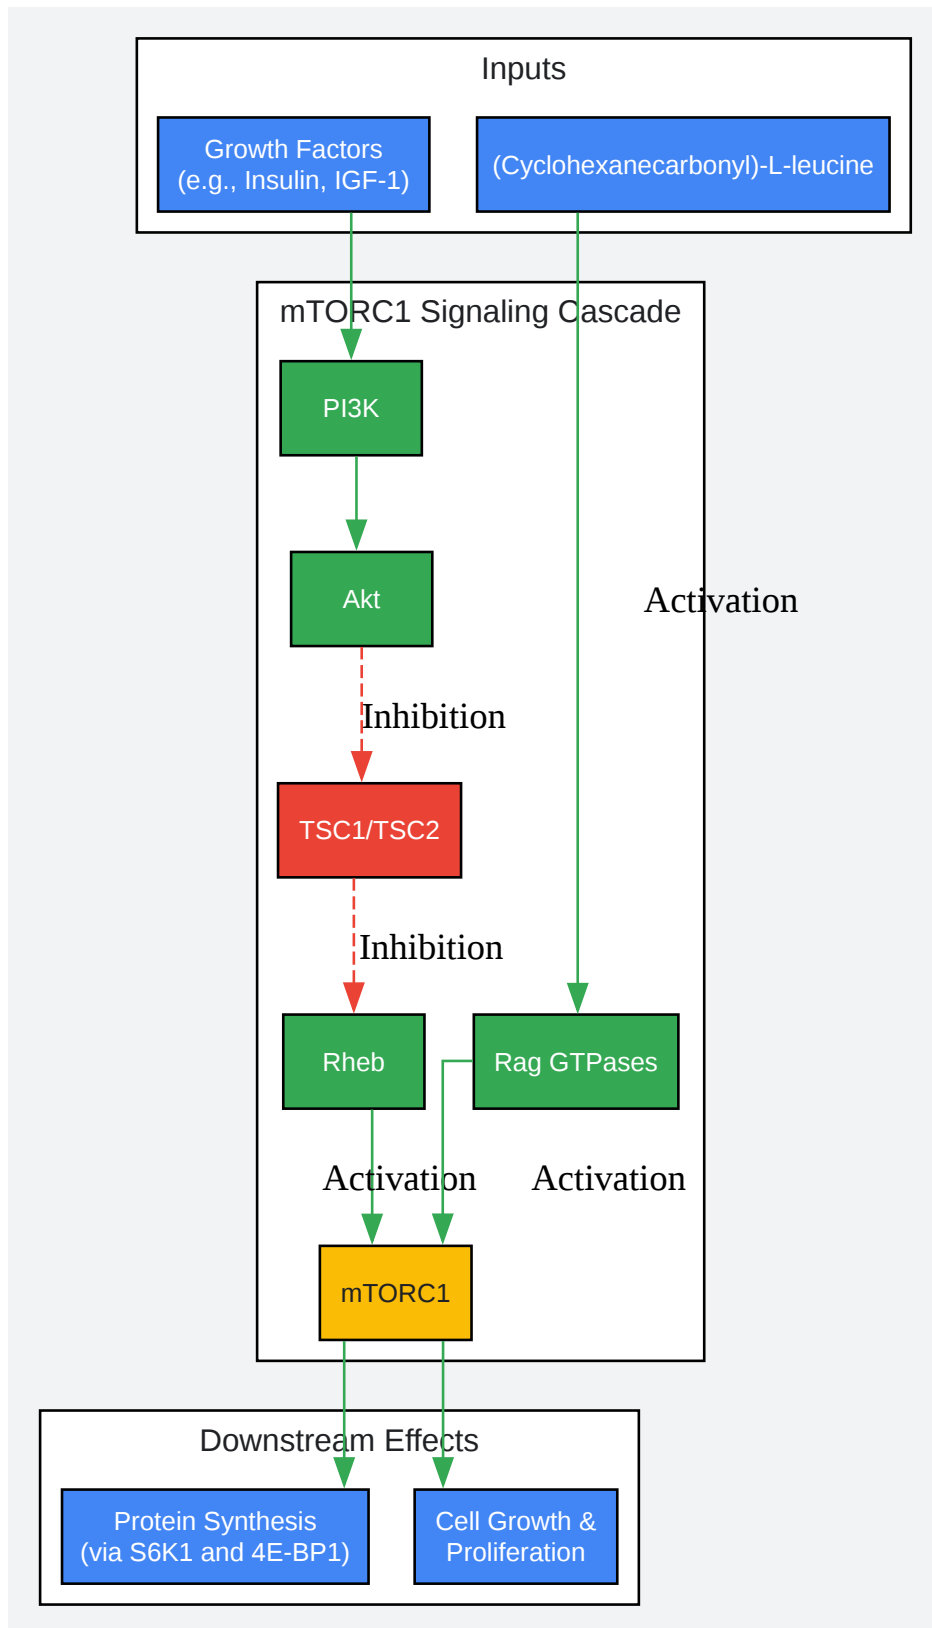 Inputs
Growth Factors
(e.g., Insulin, IGF-1)
(Cyclohexanecarbonyl)-L-leucine
mTORC1 Signaling Cascade
PI3K
Akt
Activation
Inhibition
TSC1/TSC2
Inhibition
Rheb
Rag GTPases
Activation
Activation
mTORC1
Downstream Effects
Protein Synthesis
(via S6K1 and 4E-BP1)
Cell Growth &
Proliferation